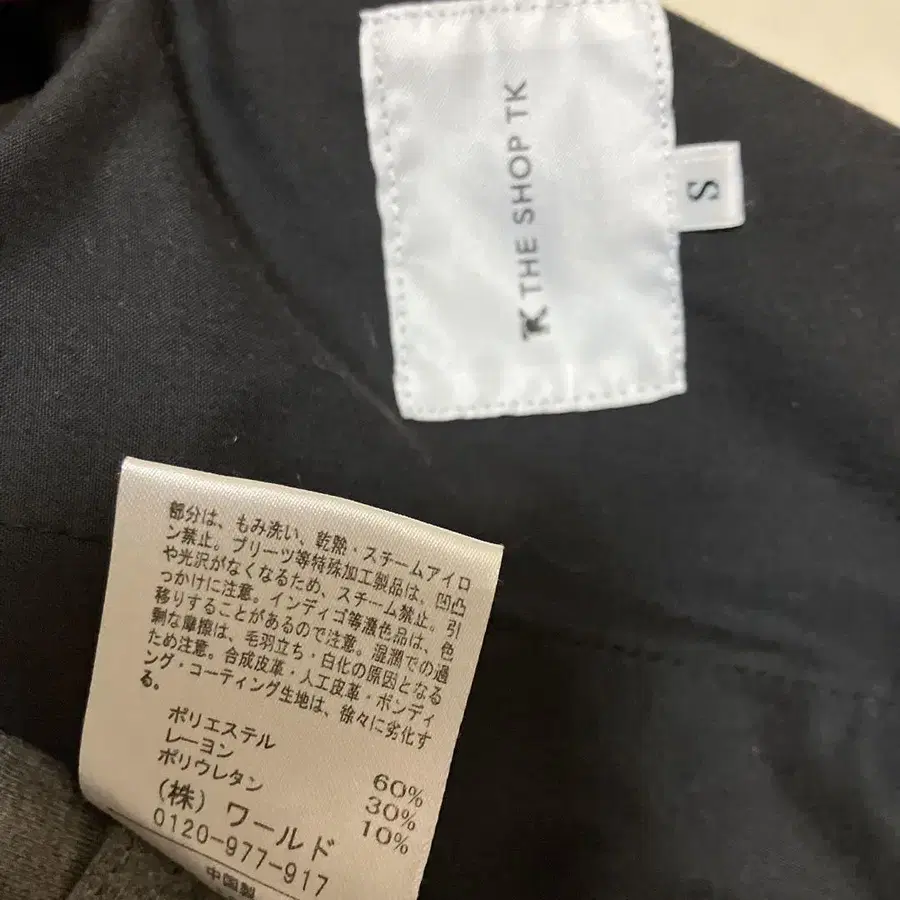 TK THE SHOP TK
S
部分は、もみ洗い、乾熱・スチームアイロ
ン禁止。プリーツ等特殊加工製品は、凹凸
や光沢がなくなるため、スチーム禁止。引
っかけに注意。インディゴ等濃色品は、色
移りすることがあるので注意。湿潤での過
剰な摩擦は、毛羽立ち・白化の原因となる
ため注意。合成皮革・人工皮革・ボンディ
ング・コーティング生地は、徐々に劣化す
る。
ポリエステル 60%
レーヨン 30%
ポリウレタン 10%
(株)ワールド
0120-977-917
中国製